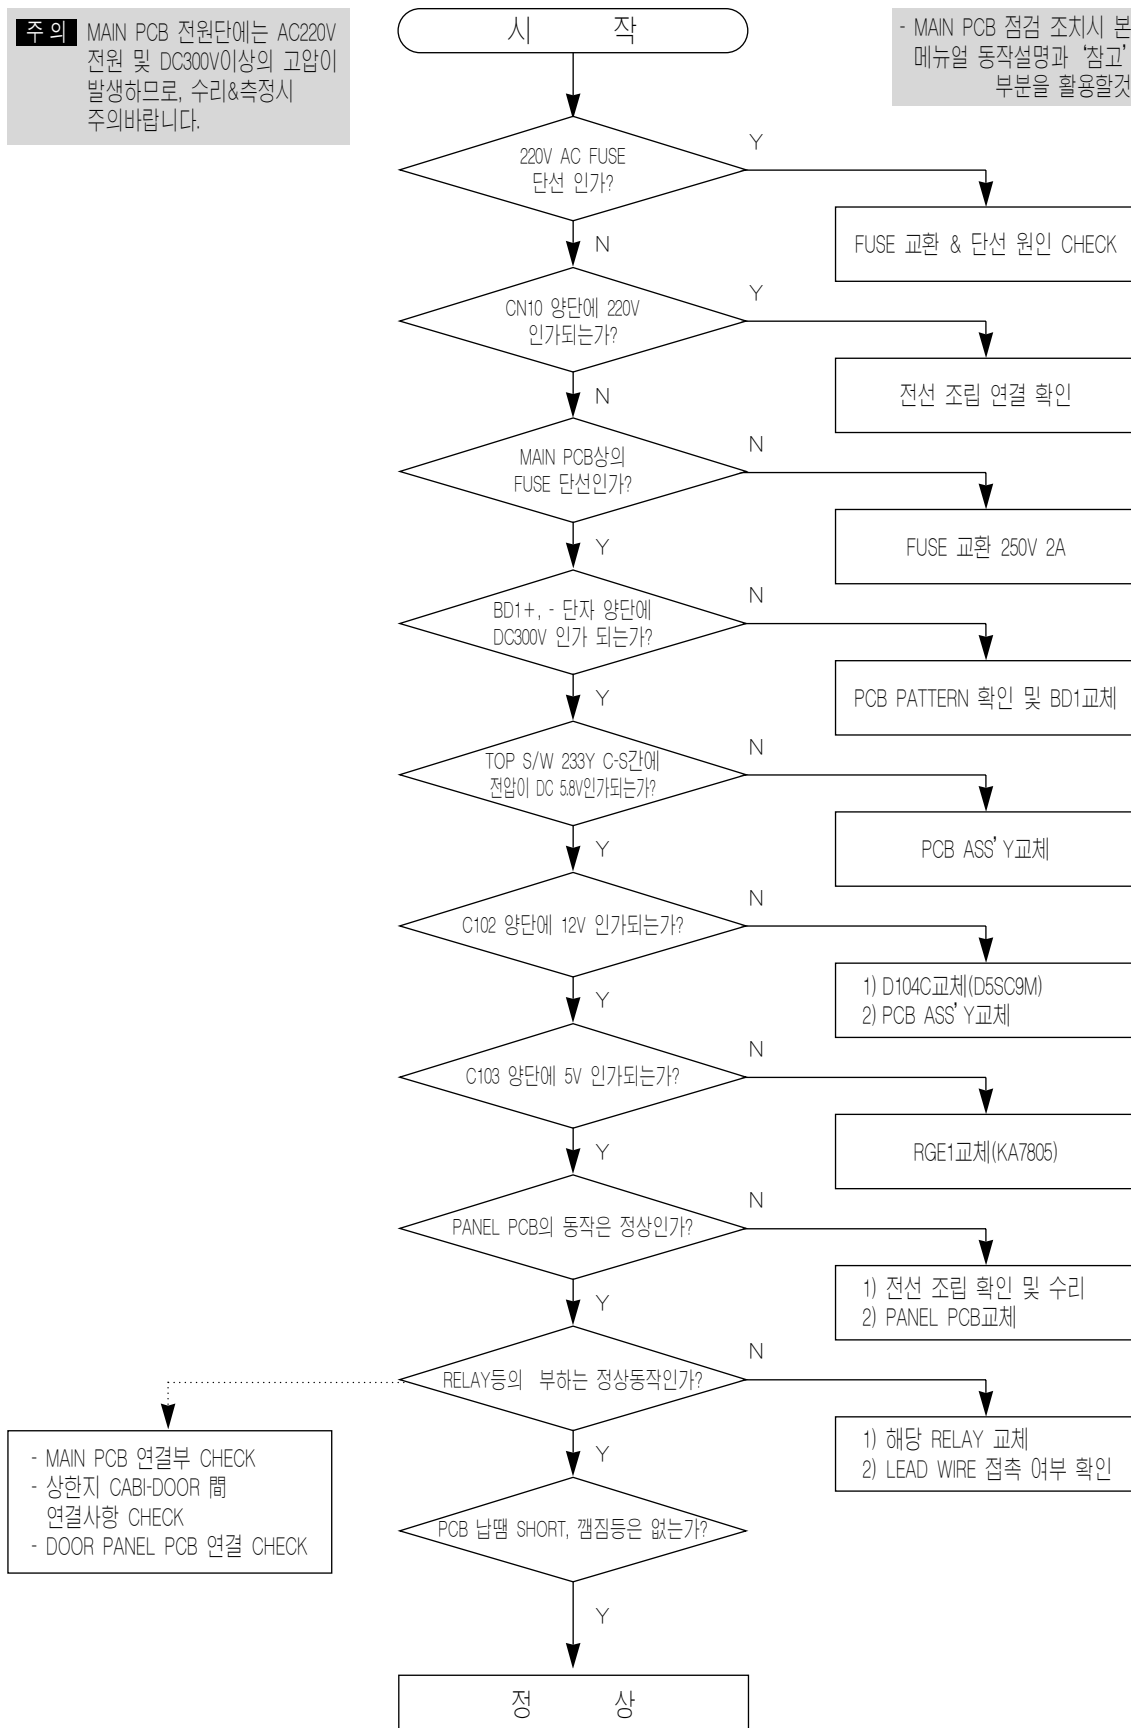 주 의 MAIN PCB 전원단에는 AC220V
전원 및 DC300V이상의 고압이
발생하므로, 수리&측정시
주의바랍니다.
시 작
- MAIN PCB 점검 조치시 본
메뉴얼 동작설명과 ‘참고’
부분을 활용할것
220V AC FUSE
단선 인가?
Y
FUSE 교환 & 단선 원인 CHECK
N
CN10 양단에 220V
인가되는가?
Y
전선 조립 연결 확인
N
MAIN PCB상의
FUSE 단선인가?
N
FUSE 교환 250V 2A
Y
BD1+, - 단자 양단에
DC300V 인가 되는가?
N
PCB PATTERN 확인 및 BD1교체
Y
TOP S/W 233Y C-S간에
전압이 DC 5.8V인가되는가?
N
PCB ASS’Y교체
Y
C102 양단에 12V 인가되는가?
N
1) D104C교체(D5SC9M)
2) PCB ASS’Y교체
Y
C103 양단에 5V 인가되는가?
N
RGE1교체(KA7805)
Y
PANEL PCB의 동작은 정상인가?
N
1) 전선 조립 확인 및 수리
2) PANEL PCB교체
Y
RELAY등의 부하는 정상동작인가?
N
1) 해당 RELAY 교체
2) LEAD WIRE 접촉 여부 확인
- MAIN PCB 연결부 CHECK
- 상한지 CABI-DOOR 間
연결사항 CHECK
- DOOR PANEL PCB 연결 CHECK
Y
PCB 납땜 SHORT, 깸짐등은 없는가?
Y
정 상